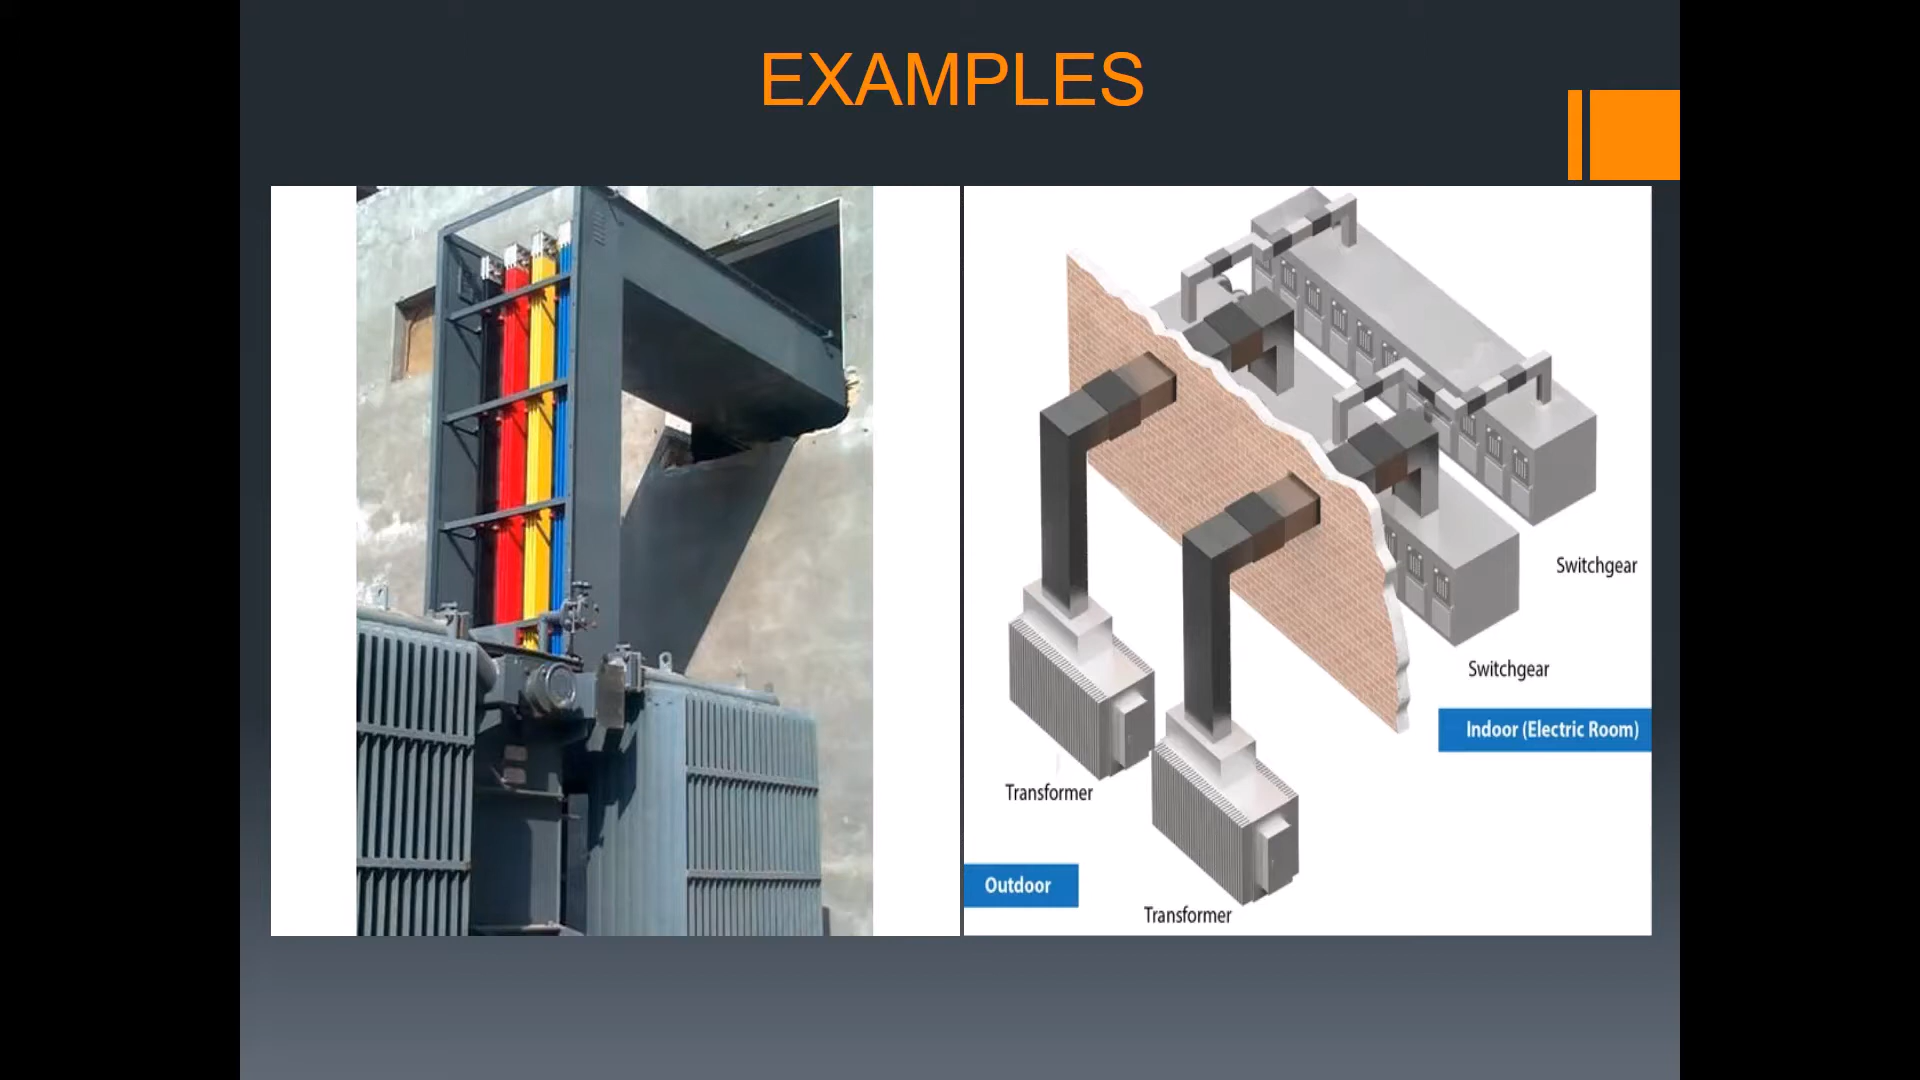 EXAMPLES
Switchgear
Switchgear
Indoor (Electric Room)
Transformer
Outdoor
Transformer